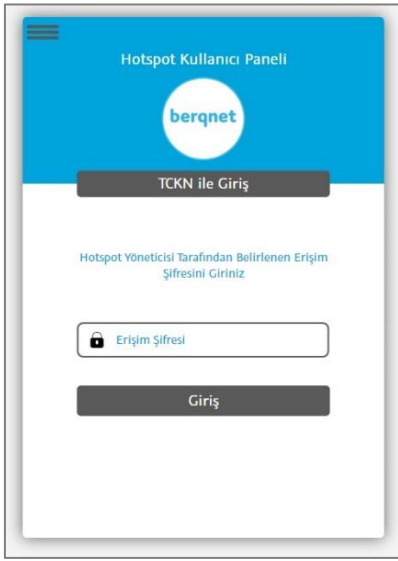 Hotspot Kullanıcı Paneli
berqnet
TCKN ile Giriş
Hotspot Yöneticisi Tarafından Belirlenen Erişim
Şifresini Giriniz
Erişim Şifresi
Giriş